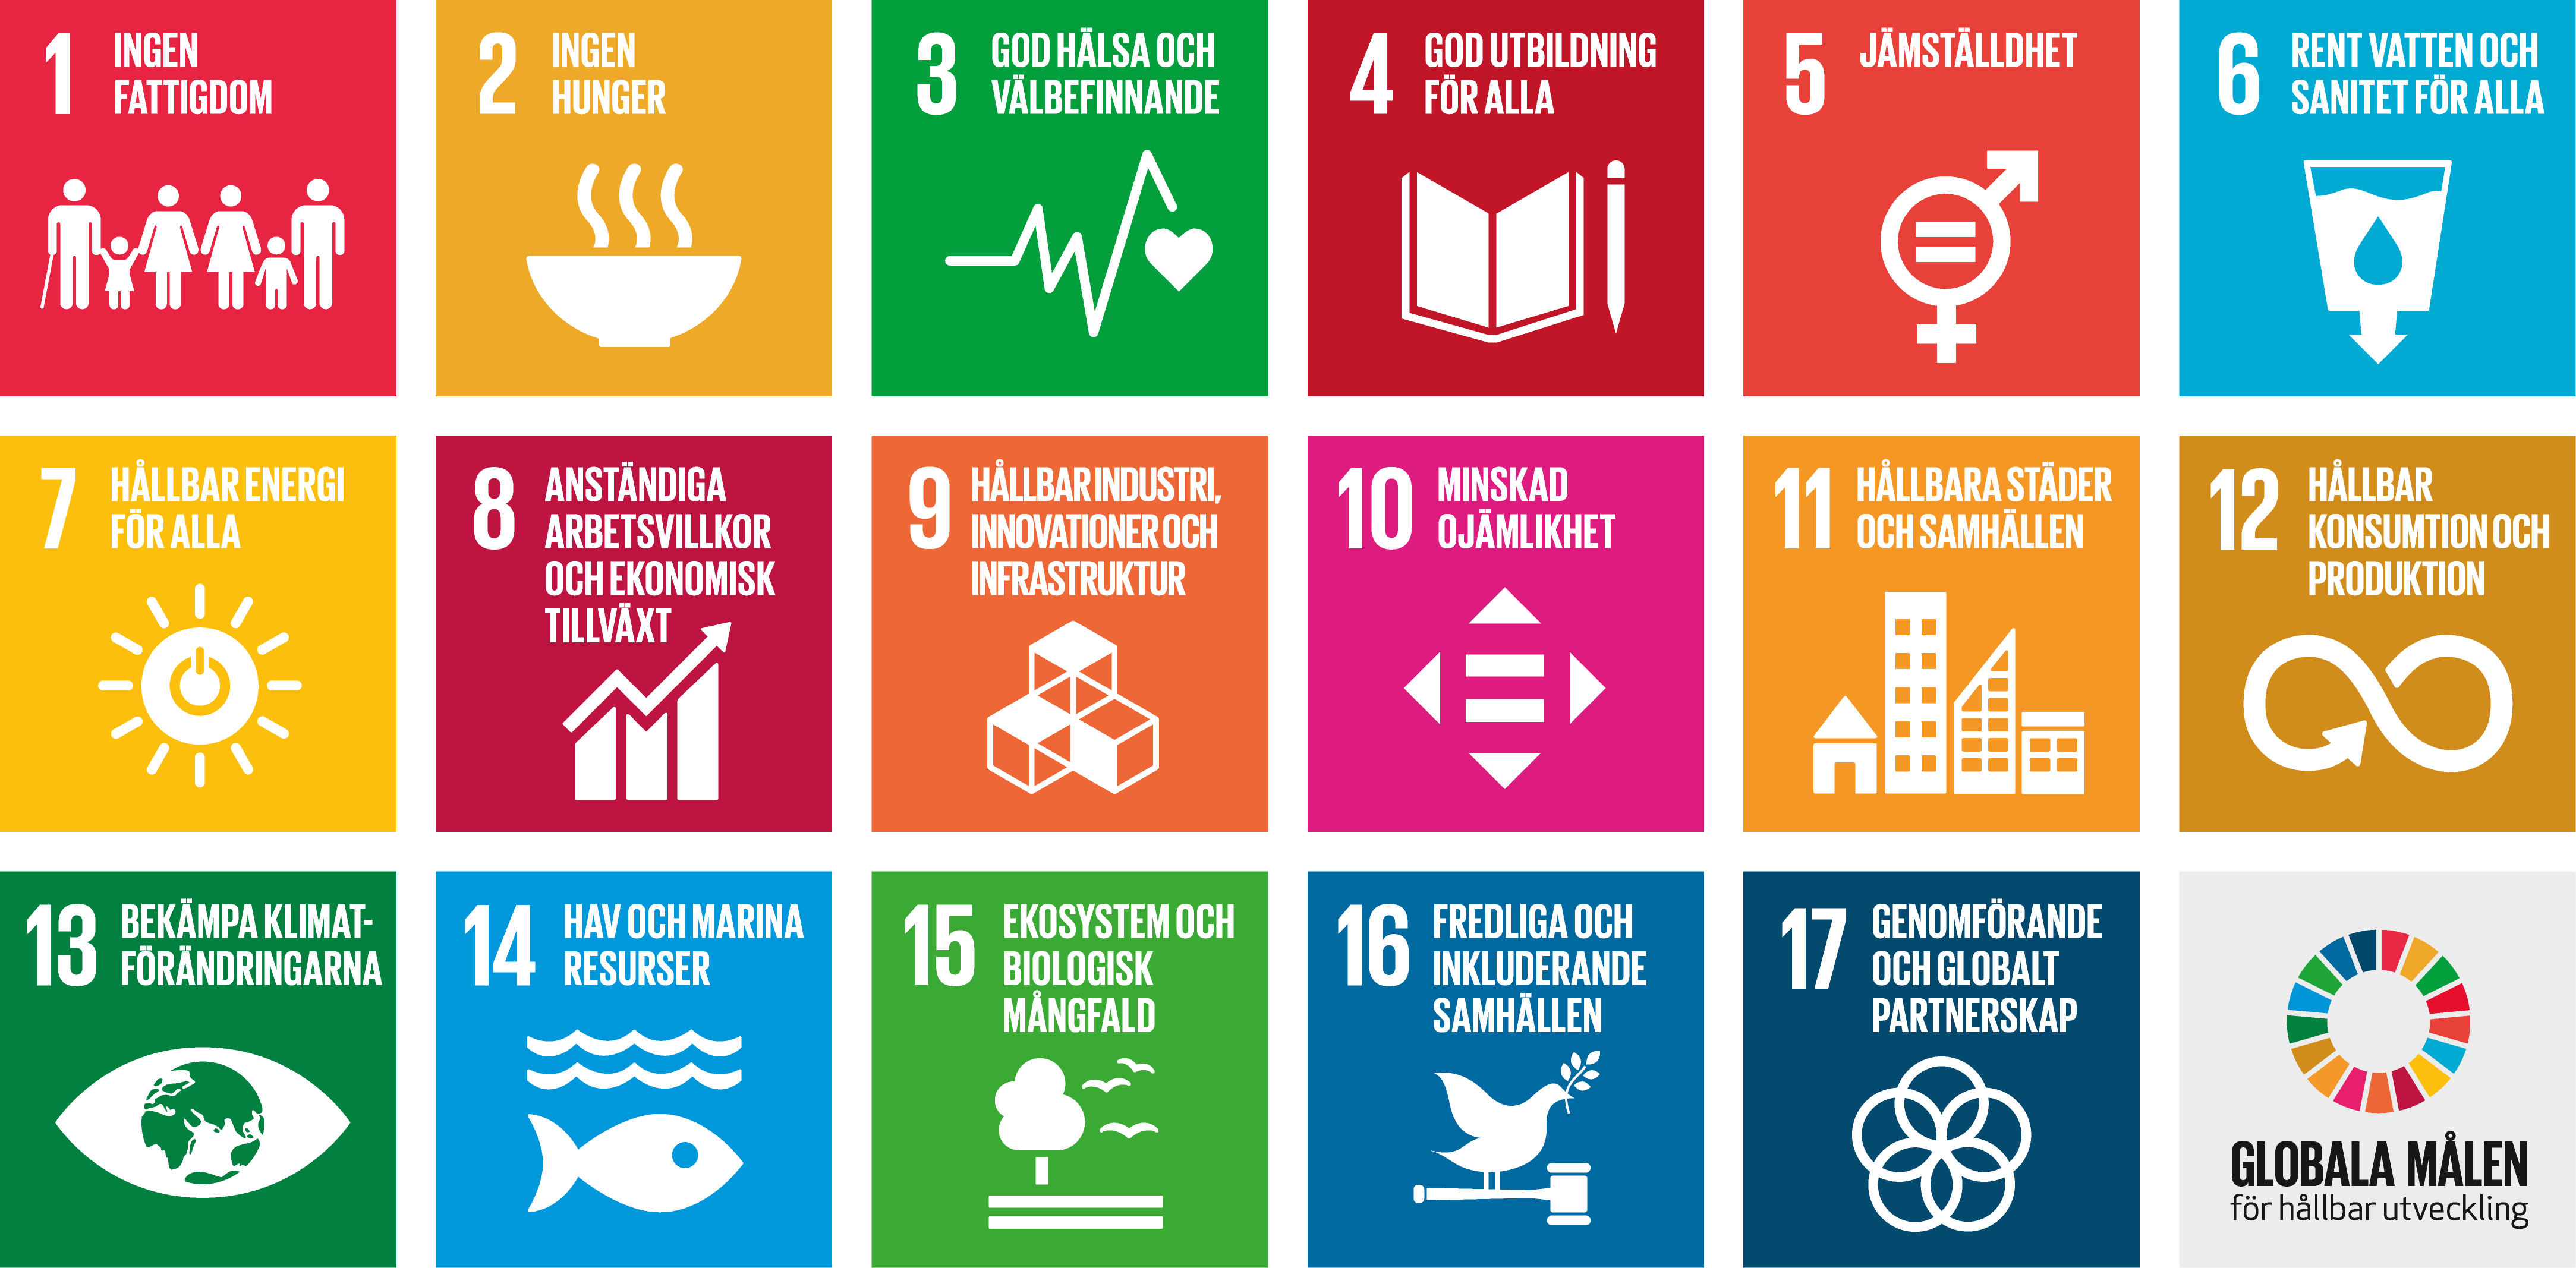 1
INGEN
FATTIGDOM
2
INGEN
HUNGER
3
GOD HÄLSA OCH
VÄLBEFINNANDE
4
GOD UTBILDNING
FÖR ALLA
5
JÄMSTÄLLDHET
6
RENT VATTEN OCH
SANITET FÖR ALLA
7
HÅLLBAR ENERGI
FÖR ALLA
8
ANSTÄNDIGA
ARBETSVILLKOR
OCH EKONOMISK
TILLVÄXT
9
HÅLLBAR INDUSTRI,
INNOVATIONER OCH
INFRASTRUKTUR
10
MINSKAD
OJÄMLIKHET
11
HÅLLBARA STÄDER
OCH SAMHÄLLEN
12
HÅLLBAR
KONSUMTION OCH
PRODUKTION
13
BEKÄMPA KLIMAT-
FÖRÄNDRINGARNA
14
HAV OCH MARINA
RESURSER
15
EKOSYSTEM OCH
BIOLOGISK
MÅNGFALD
16
FREDLIGA OCH
INKLUDERANDE
SAMHÄLLEN
17
GENOMFÖRANDE
OCH GLOBALT
PARTNERSKAP
GLOBALA MÅLEN
för hållbar utveckling